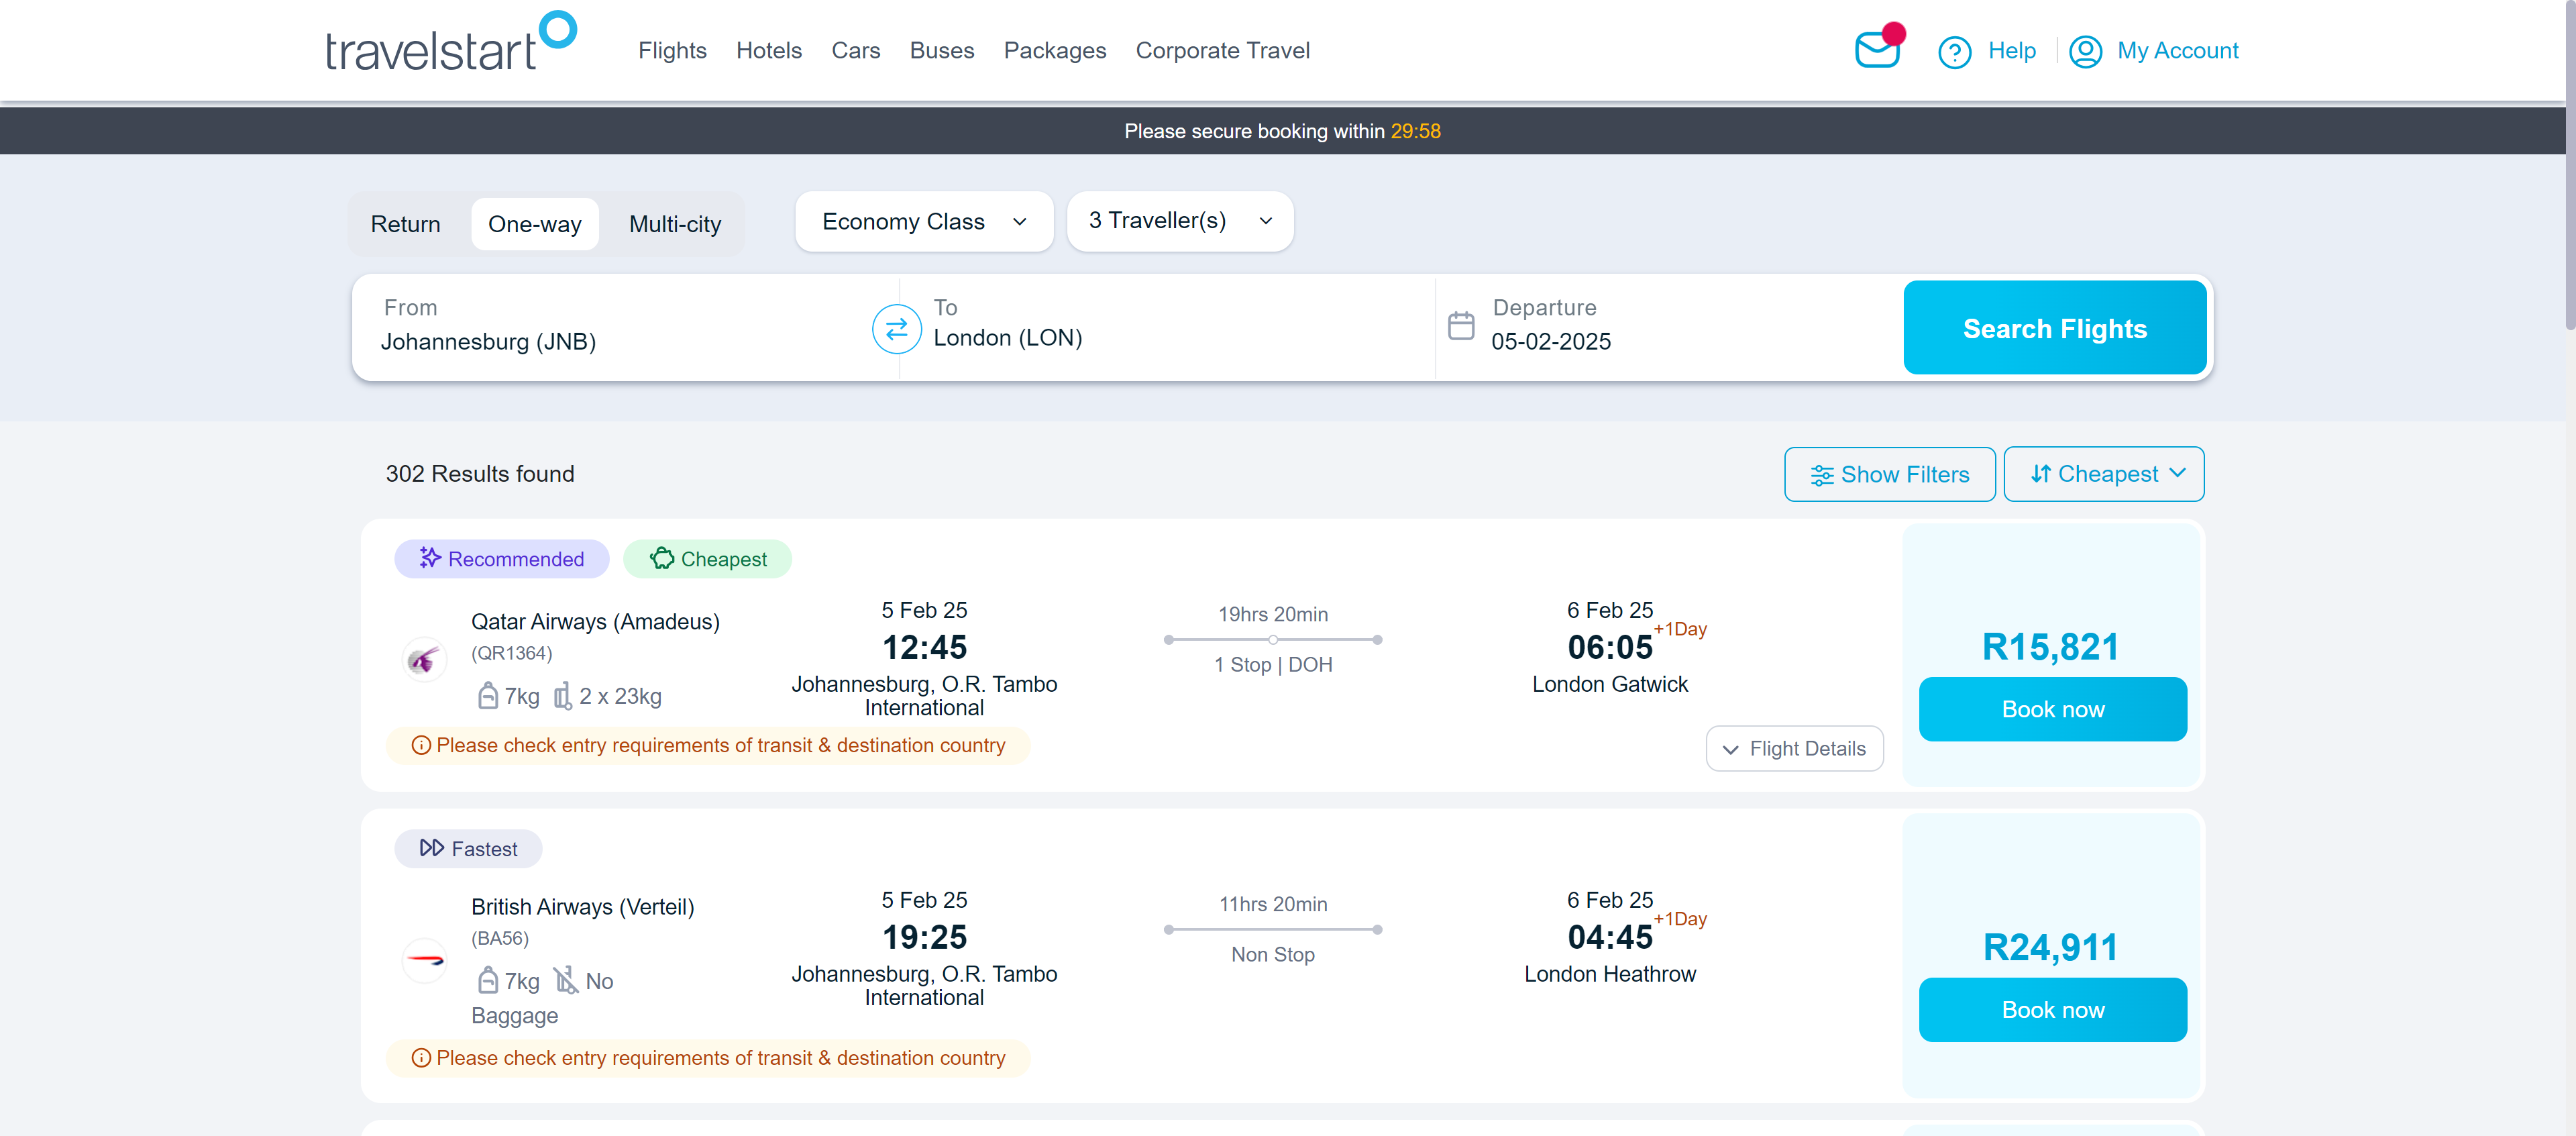 travelstart
Flights Hotels Cars Buses Packages Corporate Travel
Help My Account
Please secure booking within 29:58
Return One-way Multi-city Economy Class 3 Traveller(s)
From
Johannesburg (JNB)
To
London (LON)
Departure
05-02-2025
Search Flights
302 Results found
Show Filters Cheapest
Recommended Cheapest
Qatar Airways (Amadeus)
(QR1364)
7kg 2 x 23kg
5 Feb 25
12:45
Johannesburg, O.R. Tambo
International
19hrs 20min
1 Stop | DOH
6 Feb 25
06:05 +1Day
London Gatwick
R15,821
Book now
Please check entry requirements of transit & destination country
Flight Details
Fastest
British Airways (Verteil)
(BA56)
7kg No
Baggage
5 Feb 25
19:25
Johannesburg, O.R. Tambo
International
11hrs 20min
Non Stop
6 Feb 25
04:45 +1Day
London Heathrow
R24,911
Book now
Please check entry requirements of transit & destination country